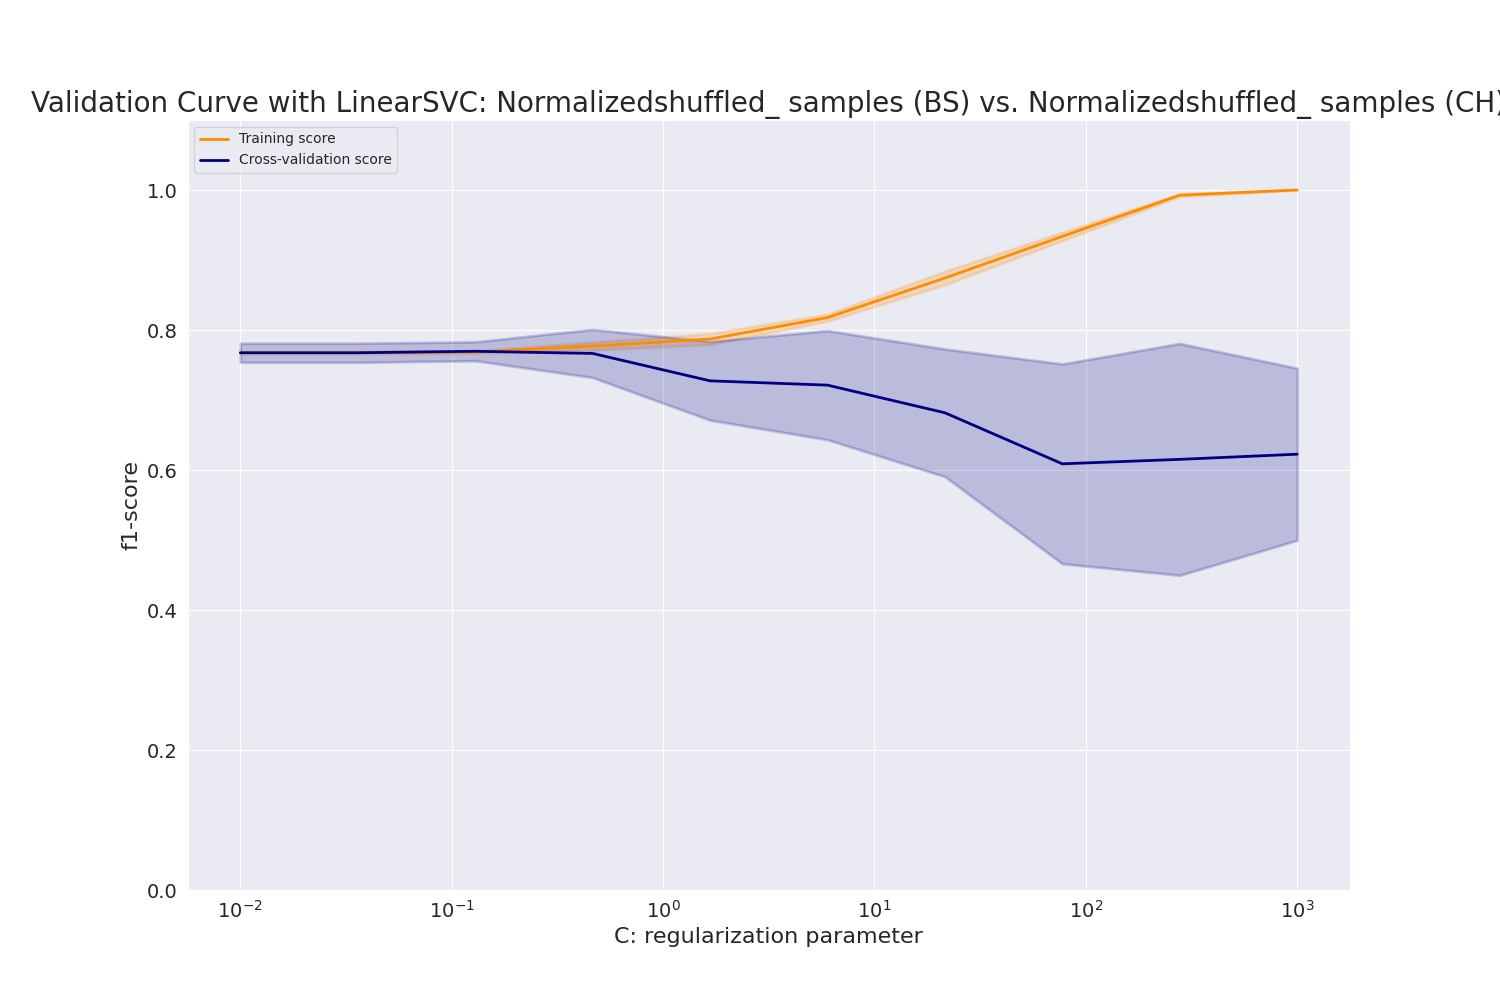 Validation Curve with LinearSVC: Normalizedshuffled_ samples (BS) vs. Normalizedshuffled_ samples (CH)
Training score
Cross-validation score
1.0
0.8
0.6
0.4
0.2
0.0
f1-score
10⁻² 10⁻¹ 10⁰ 10¹ 10² 10³
C: regularization parameter